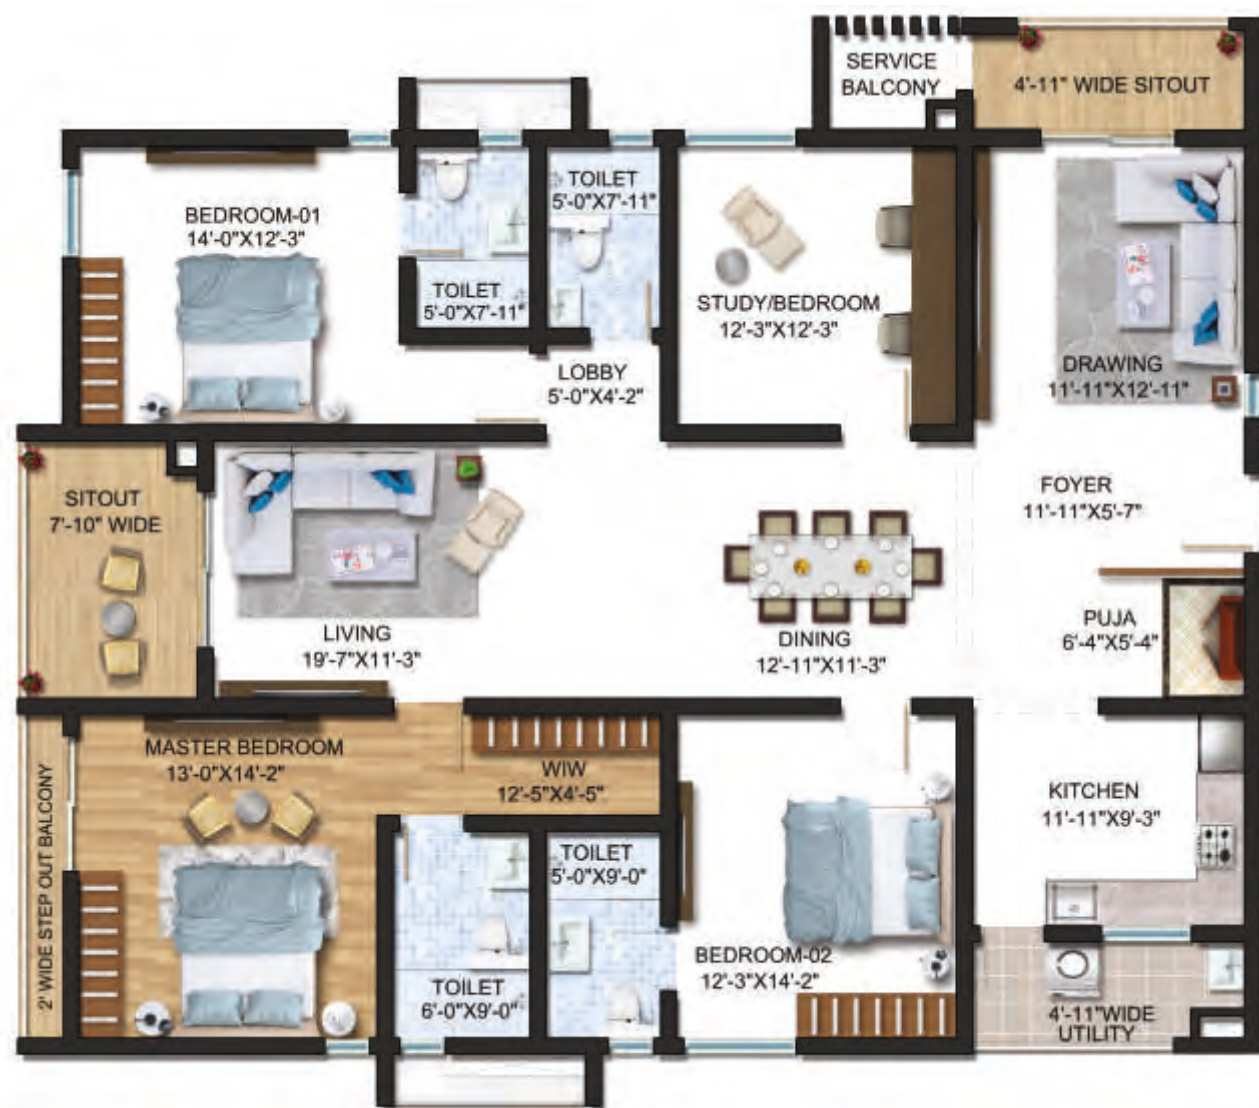 SERVICE
BALCONY
4'-11" WIDE SITOUT
TOILET
5'-0"X7'-11"
BEDROOM-01
14'-0"X12'-3"
TOILET
5'-0"X7'-11"
STUDY/BEDROOM
12'-3"X12'-3"
LOBBY
5'-0"X4'-2"
DRAWING
11'-11"X12'-11"
SITOUT
7'-10" WIDE
FOYER
11'-11"X5'-7"
LIVING
19'-7"X11'-3"
DINING
12'-11"X11'-3"
PUJA
6'-4"X5'-4"
MASTER BEDROOM
13'-0"X14'-2"
WIW
12'-5"X4'-5"
KITCHEN
11'-11"X9'-3"
2' WIDE STEP OUT BALCONY
TOILET
5'-0"X9'-0"
BEDROOM-02
12'-3"X14'-2"
TOILET
6'-0"X9'-0"
4'-11"WIDE
UTILITY